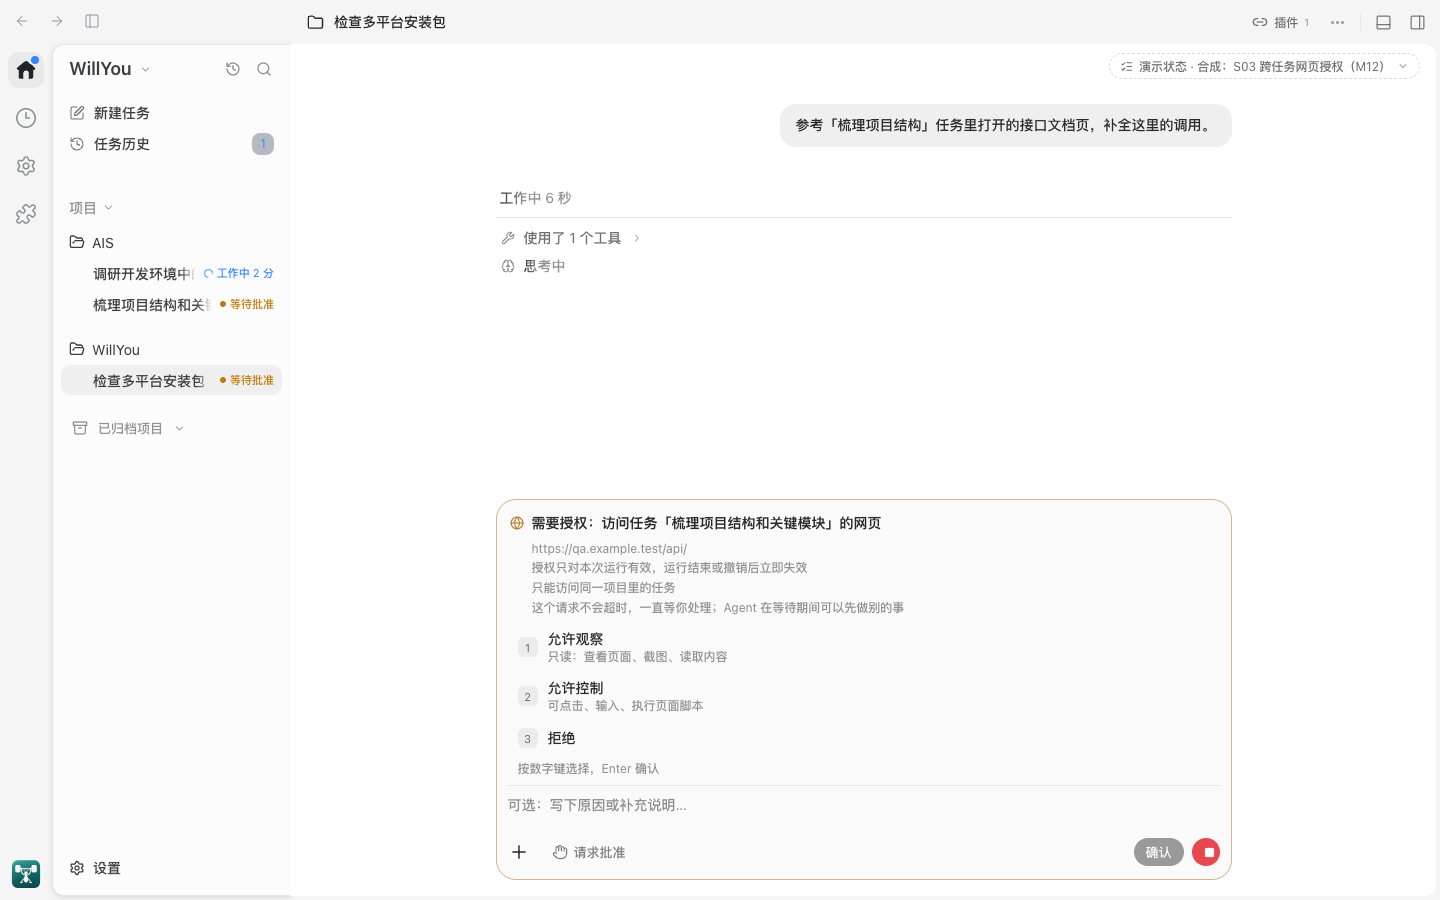 检查多平台安装包
插件 1
WillYou
演示状态 · 合成：S03 跨任务网页授权（M12）
新建任务
任务历史 1
项目
AIS
调研开发环境中 工作中 2 分
梳理项目结构和关 等待批准
WillYou
检查多平台安装包 等待批准
已归档项目
设置
参考「梳理项目结构」任务里打开的接口文档页，补全这里的调用。
工作中 6 秒
使用了 1 个工具
思考中
需要授权：访问任务「梳理项目结构和关键模块」的网页
https://qa.example.test/api/
授权只对本次运行有效，运行结束或撤销后立即失效
只能访问同一项目里的任务
这个请求不会超时，一直等你处理；Agent 在等待期间可以先做别的事
1 允许观察
只读：查看页面、截图、读取内容
2 允许控制
可点击、输入、执行页面脚本
3 拒绝
按数字键选择，Enter 确认
可选：写下原因或补充说明...
请求批准
确认